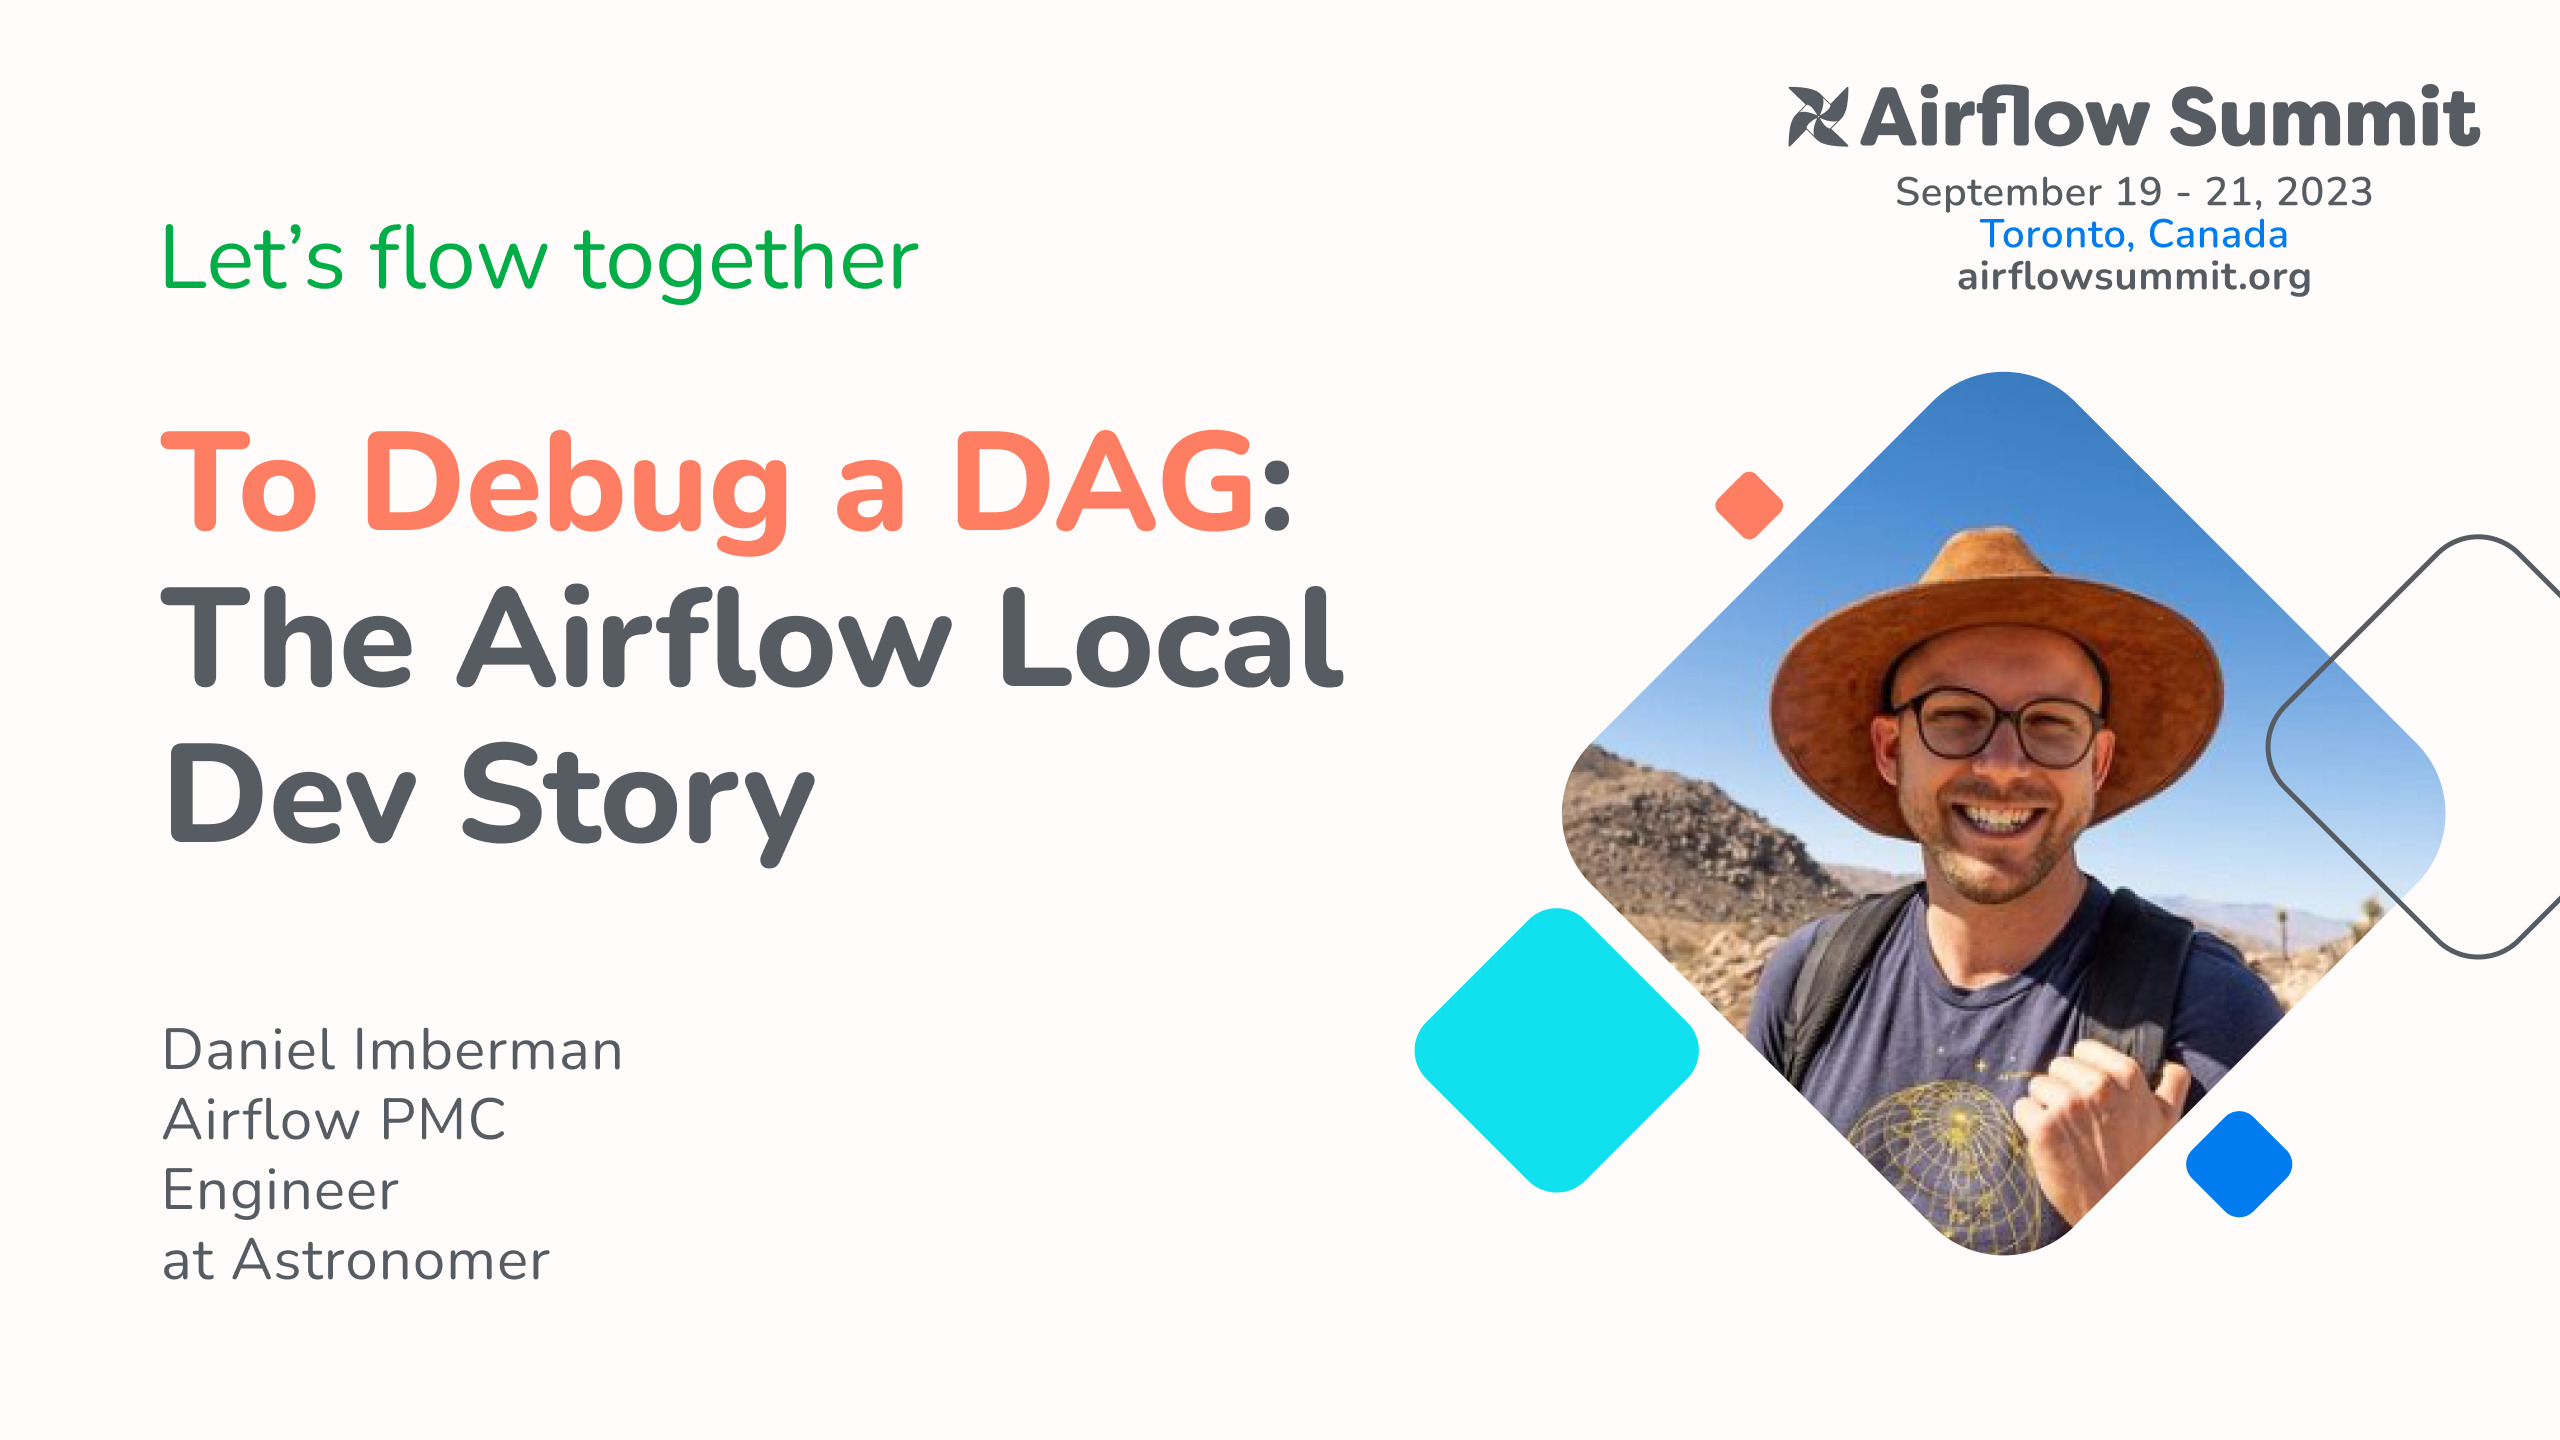 Airflow Summit
September 19 - 21, 2023
Toronto, Canada
airflowsummit.org
Let’s flow together
To Debug a DAG:
The Airflow Local
Dev Story
Daniel Imberman
Airflow PMC
Engineer
at Astronomer